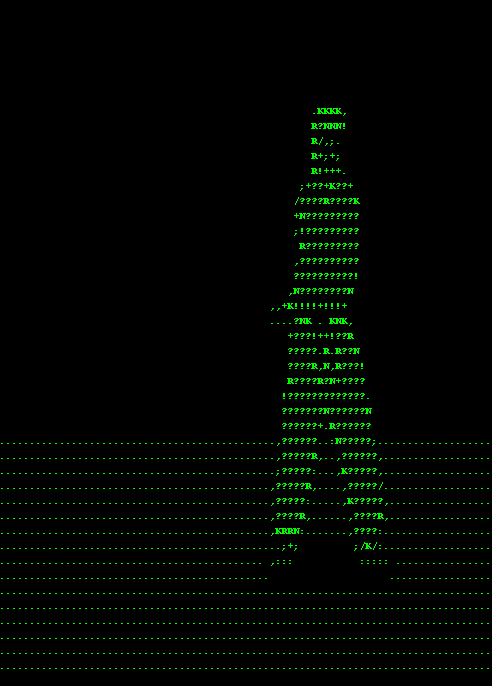 .KKKK,
R?NNN!
R/,;.
R+;+;
R!+++.
;+??+K??+
/????R????K
+N?????????
;!?????????
R?????????
,??????????
??????????!
,N????????N
,,+K!!!!+!!!+
....?NK . KNK,
+???!++!??R
?????.R.R??N
????R,N,R???!
R????R?N+????
!?????????????.
???????N??????N
??????+.R??????
..............................................,??????..:N?????;...................
..............................................,?????R,..,??????,..................
..............................................;?????:...,K?????,..................
.............................................,?????R,....,?????/..................
.............................................,?????:.....,K?????,.................
.............................................,????R,......,????R,.................
.............................................,KRRN:.......,????:..................
...............................................;+; ;/K/:..................
.............................................,::: ::::: ................
............................................. .................
..................................................................................
..................................................................................
..................................................................................
..................................................................................
..................................................................................
..................................................................................